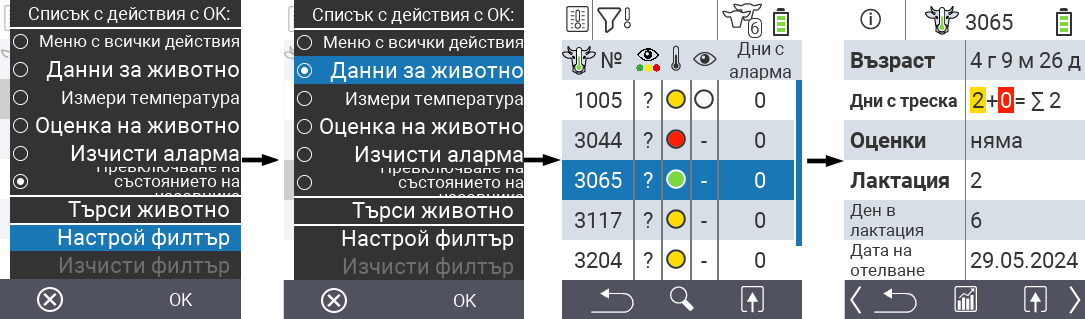 Списък с действия с OK:
Меню с всички действия
Данни за животно
Измери температура
Оценка на животно
Изчисти аларма
Превключване на
състоянието на
Търси животно
Настрой филтър
Изчисти филтър
OK
Списък с действия с OK:
Меню с всички действия
Данни за животно
Измери температура
Оценка на животно
Изчисти аларма
Превключване на
състоянието на
Търси животно
Настрой филтър
Изчисти филтър
OK
6
№ Дни с
аларма
1005 ? 0
3044 ? - 0
3065 ? - 0
3117 ? - 0
3204 ? - 0
3065
Възраст 4 г 9 м 26 д
Дни с треска 2+0= ∑ 2
Оценки няма
Лактация 2
Ден в
лактация 6
Дата на
отелване 29.05.2024